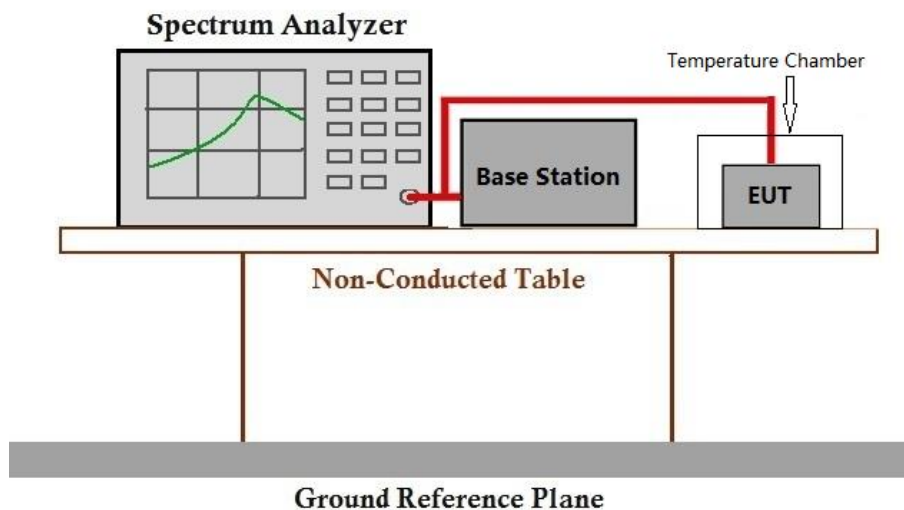 Spectrum Analyzer
Temperature Chamber
Base Station
EUT
Non-Conducted Table
Ground Reference Plane